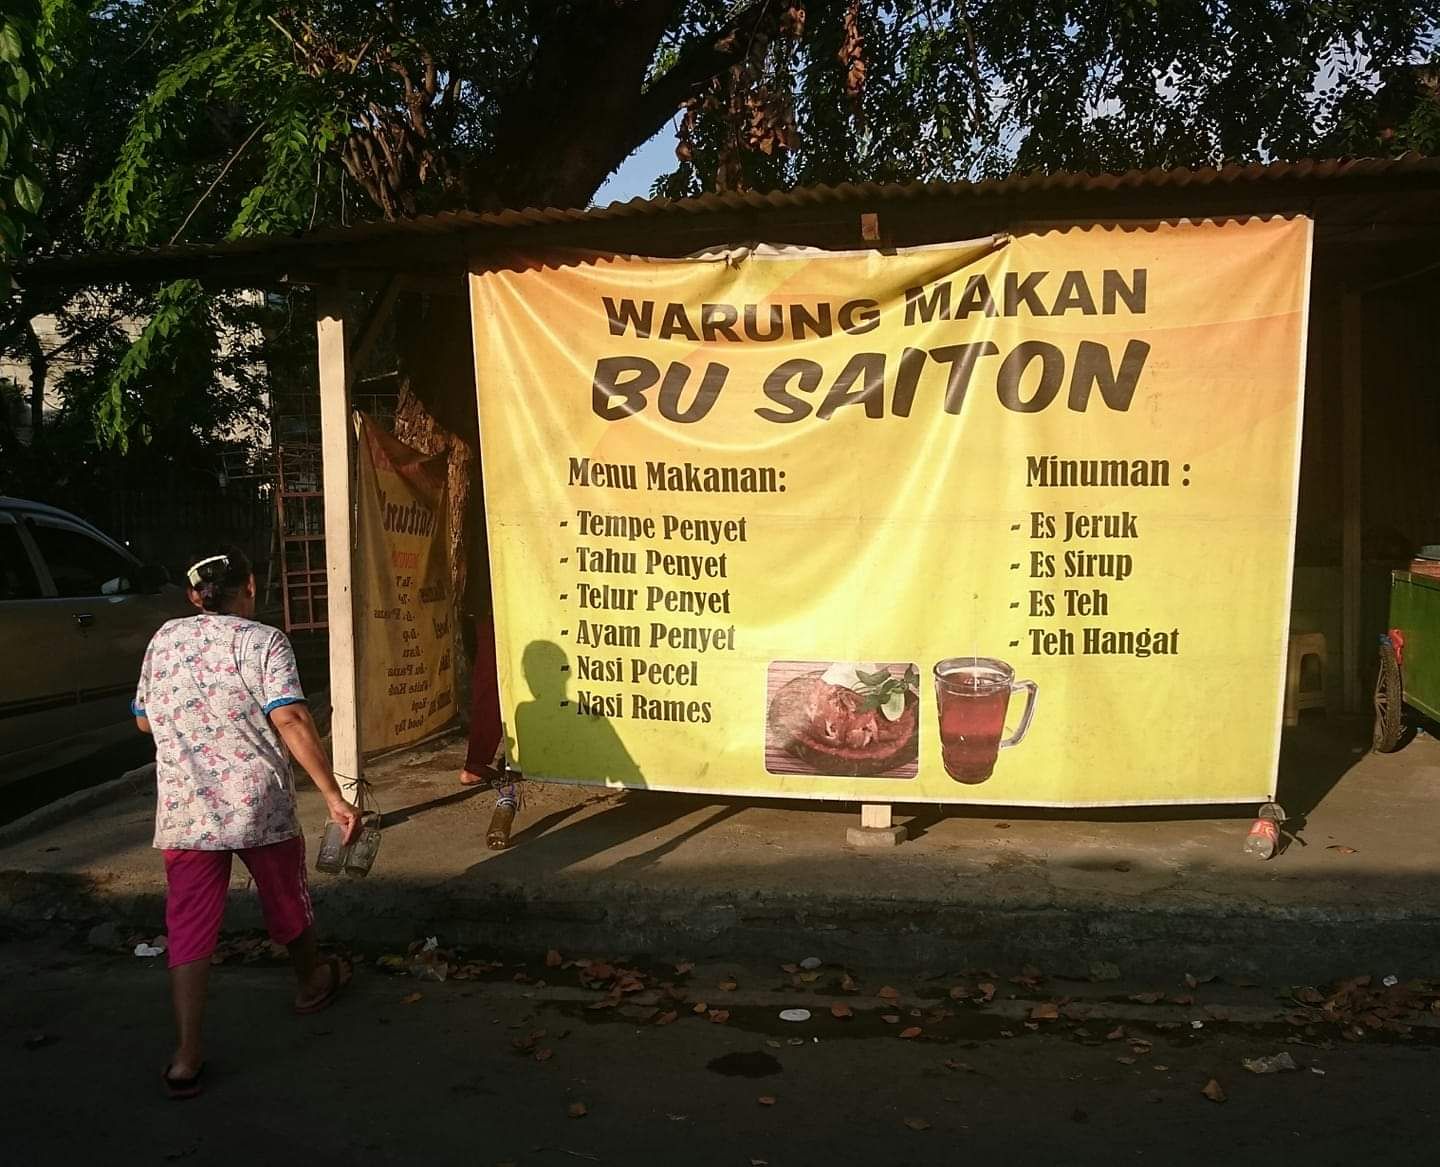 WARUNG MAKAN
BU SAITON
Menu Makanan:
- Tempe Penyet
- Tahu Penyet
- Telur Penyet
- Ayam Penyet
- Nasi Pecel
- Nasi Rames
Minuman :
- Es Jeruk
- Es Sirup
- Es Teh
- Teh Hangat